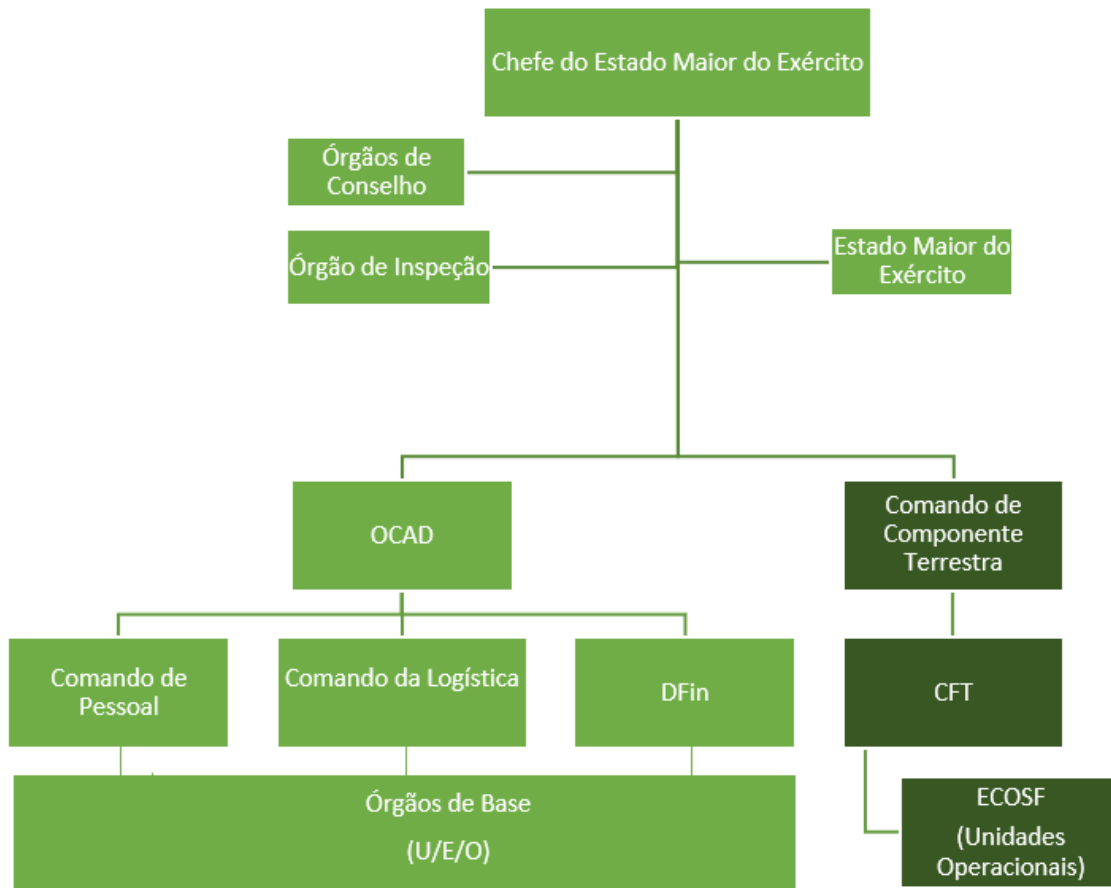 Chefe do Estado Maior do Exército
Órgãos de
Conselho
Órgão de Inspeção
Estado Maior do
Exército
OCAD
Comando de
Componente
Terrestra
Comando de
Pessoal
Comando da Logística
DFin
CFT
Órgãos de Base
(U/E/O)
ECOSF
(Unidades
Operacionais)